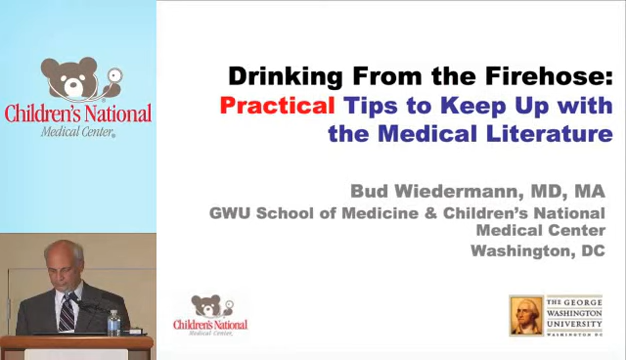 Children's National
Medical Center®
Drinking From the Firehose:
Practical Tips to Keep Up with
the Medical Literature
Bud Wiedermann, MD, MA
GWU School of Medicine & Children's National
Medical Center
Washington, DC
Children's National
Medical Center
THE GEORGE
WASHINGTON
UNIVERSITY
WASHINGTON DC